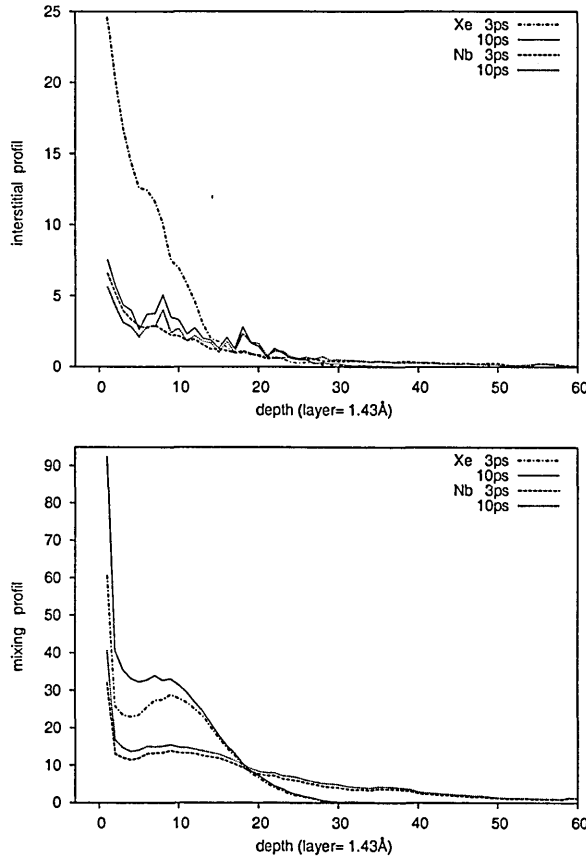 25
20
15
10
5
0
interstitial profil
Xe 3ps
10ps
Nb 3ps
10ps
0 10 20 30 40 50 60
depth (layer= 1.43Å)
90
80
70
60
50
40
30
20
10
0
mixing profil
Xe 3ps
10ps
Nb 3ps
10ps
0 10 20 30 40 50 60
depth (layer= 1.43Å)